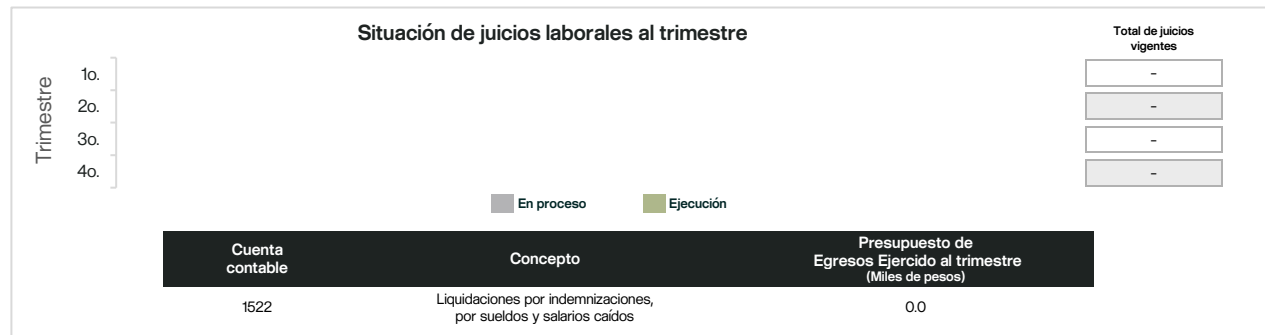 Situación de juicios laborales al trimestre
Total de juicios
vigentes
Trimestre
1o.
-
2o.
-
3o.
-
4o.
-
En proceso
Ejecución
Cuenta
contable
Concepto
Presupuesto de
Egresos Ejercido al trimestre
(Miles de pesos)
1522
Liquidaciones por indemnizaciones,
por sueldos y salarios caídos
0.0